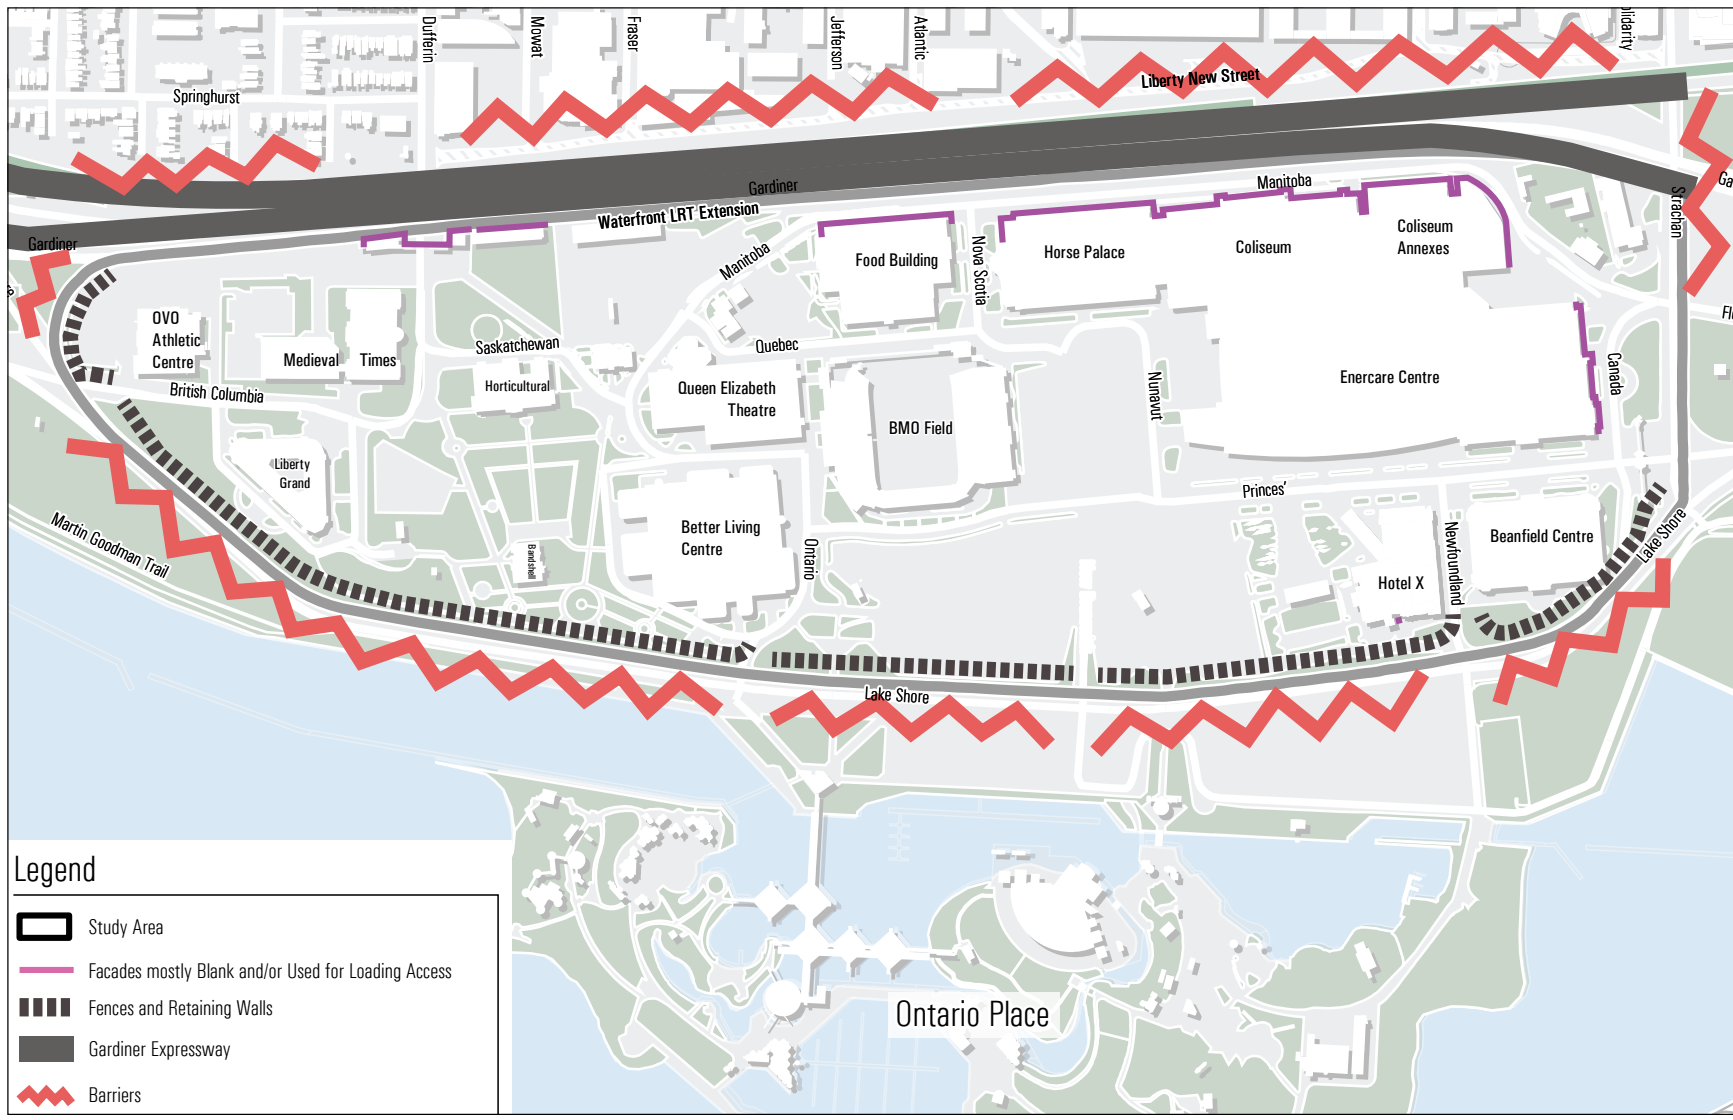 Dufferin
Mowat
Fraser
Jefferson
Atlantic
Springhurst
Liberty New Street
Gardiner
Manitoba
Strachan
Waterfront LRT Extension
Gardiner
Manitoba
Food Building
Nova Scotia
Horse Palace
Coliseum
Coliseum
Annexes
OVO
Athletic
Centre
Medieval Times
Saskatchewan
Quebec
Horticultural
Queen Elizabeth
Theatre
BMO Field
Nunavut
Enercare Centre
Canada
British Columbia
Liberty
Grand
Martin Goodman Trail
Bandshell
Better Living
Centre
Ontario
Princes'
Newfoundland
Beanfield Centre
Hotel X
Lake Shore
Lake Shore
Ontario Place
Legend
Study Area
Facades mostly Blank and/or Used for Loading Access
Fences and Retaining Walls
Gardiner Expressway
Barriers